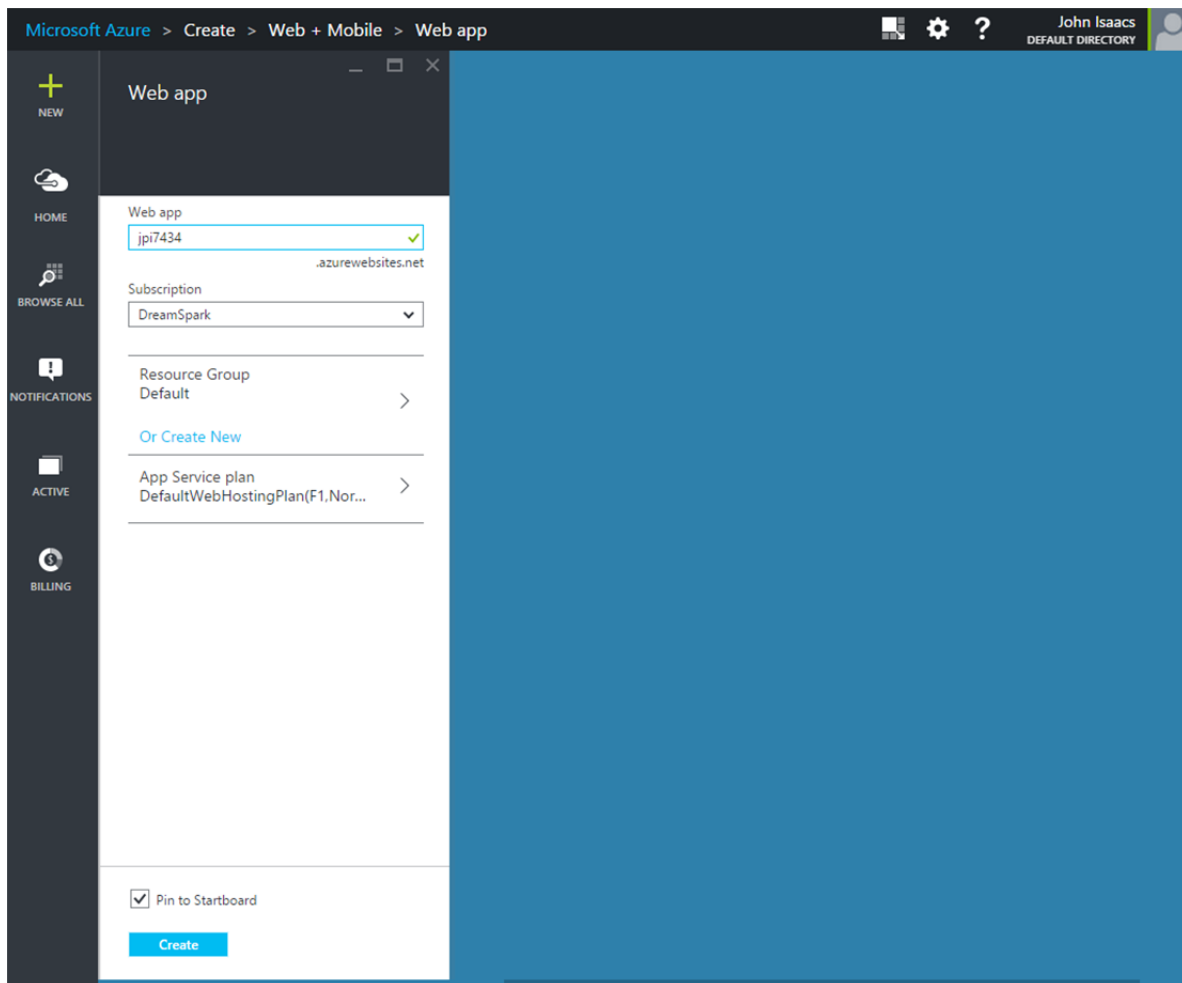 Microsoft Azure > Create > Web + Mobile > Web app
? John Isaacs
DEFAULT DIRECTORY
NEW
HOME
BROWSE ALL
NOTIFICATIONS
ACTIVE
BILLING
Web app
Web app
jpi7434
.azurewebsites.net
Subscription
DreamSpark
Resource Group
Default
Or Create New
App Service plan
DefaultWebHostingPlan(F1,Nor...
Pin to Startboard
Create